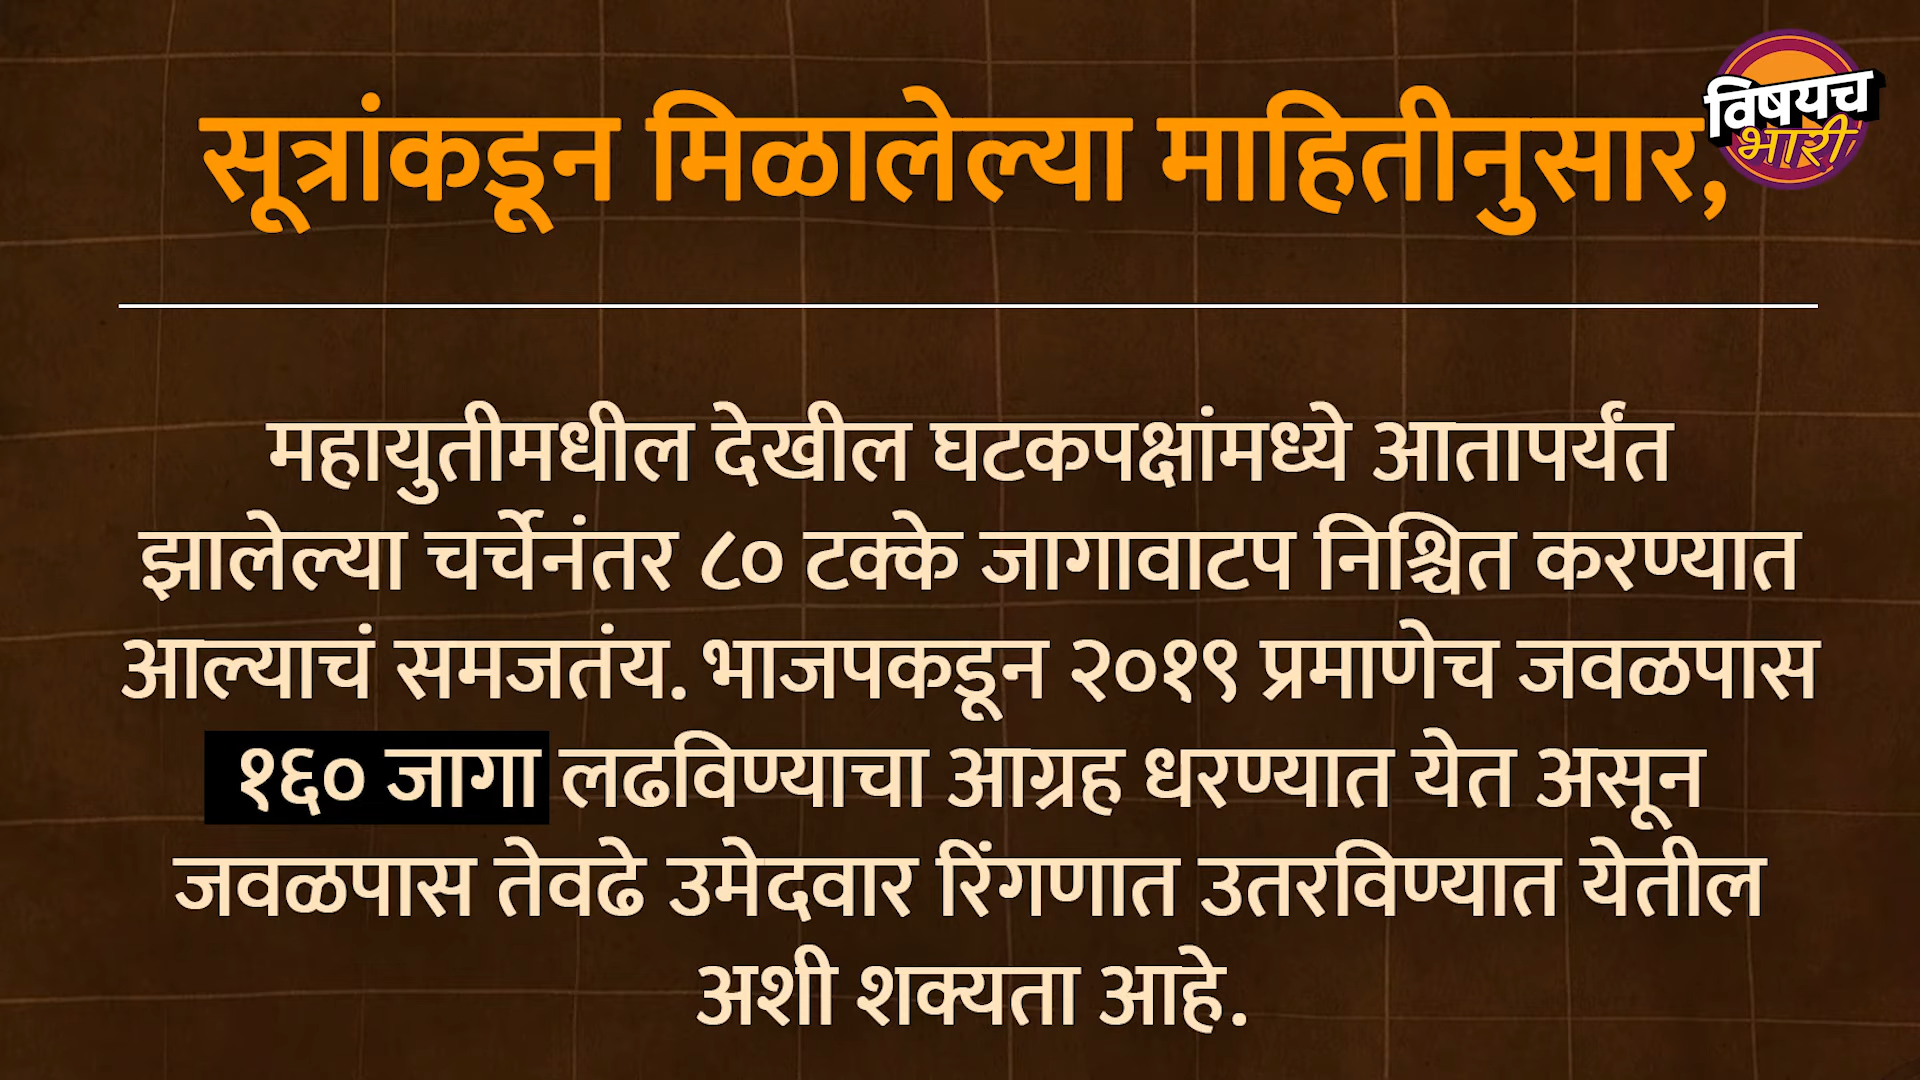 विषयच
भारी
सूत्रांकडून मिळालेल्या माहितीनुसार,
महायुतीमधील देखील घटकपक्षांमध्ये आतापर्यंत
झालेल्या चर्चेनंतर ८० टक्के जागावाटप निश्चित करण्यात
आल्याचं समजतंय. भाजपकडून २०१९ प्रमाणेच जवळपास
१६० जागा लढविण्याचा आग्रह धरण्यात येत असून
जवळपास तेवढे उमेदवार रिंगणात उतरविण्यात येतील
अशी शक्यता आहे.